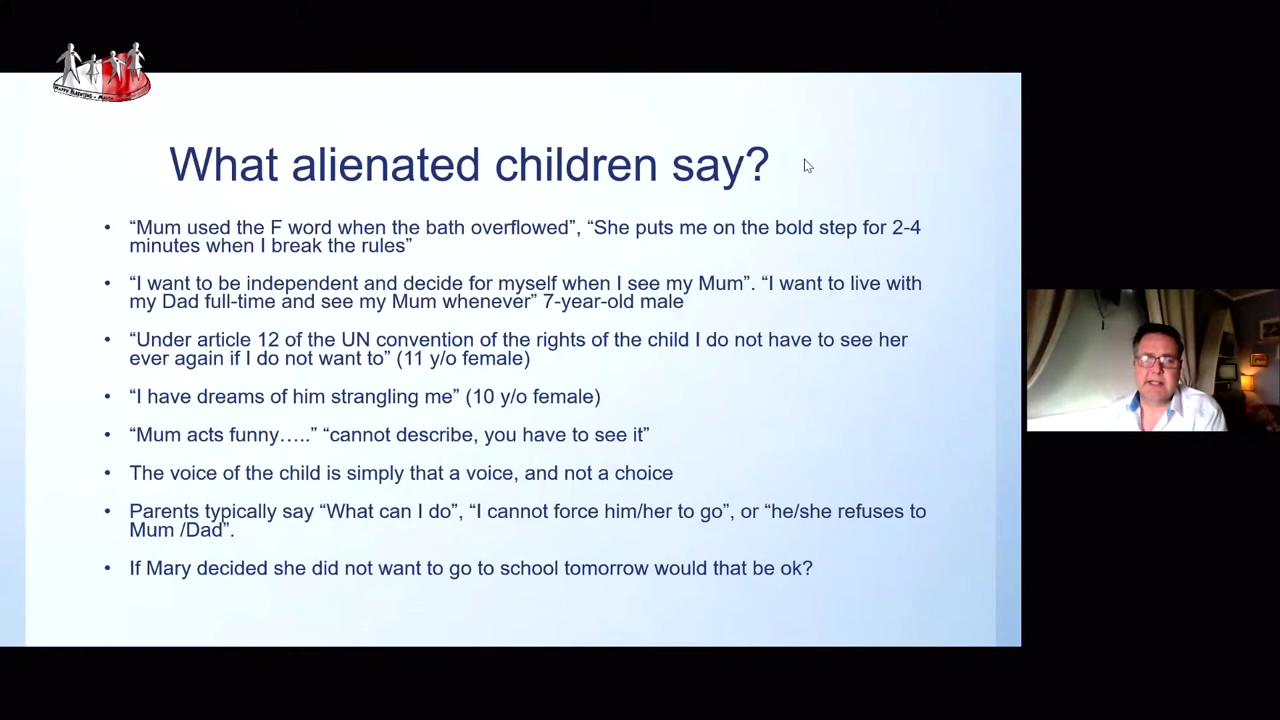 What alienated children say?
• “Mum used the F word when the bath overflowed”, “She puts me on the bold step for 2-4
minutes when I break the rules”
• “I want to be independent and decide for myself when I see my Mum”. “I want to live with
my Dad full-time and see my Mum whenever” 7-year-old male
• “Under article 12 of the UN convention of the rights of the child I do not have to see her
ever again if I do not want to” (11 y/o female)
• “I have dreams of him strangling me” (10 y/o female)
• “Mum acts funny…..” “cannot describe, you have to see it”
• The voice of the child is simply that a voice, and not a choice
• Parents typically say “What can I do”, “I cannot force him/her to go”, or “he/she refuses to
Mum /Dad”.
• If Mary decided she did not want to go to school tomorrow would that be ok?